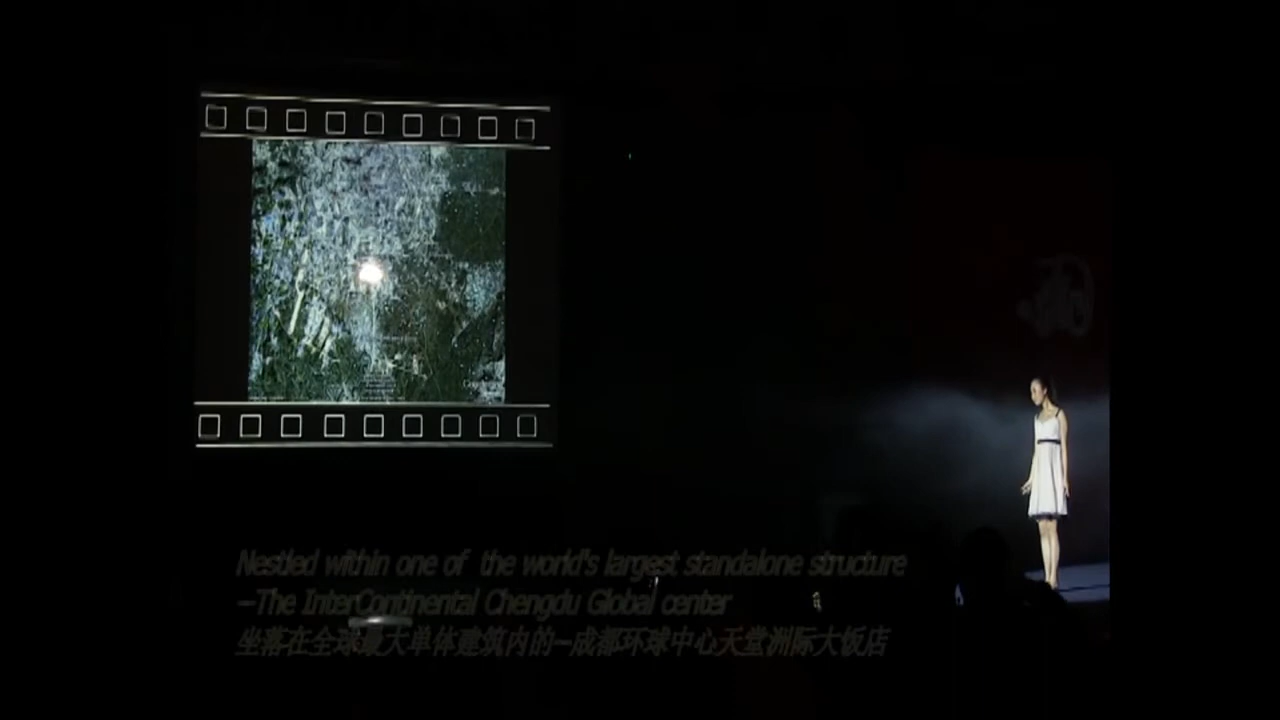 Nestled within one of the world's largest standalone structure
—The InterContinental Chengdu Global center
坐落在全球最大单体建筑内的—成都环球中心天堂洲际大饭店